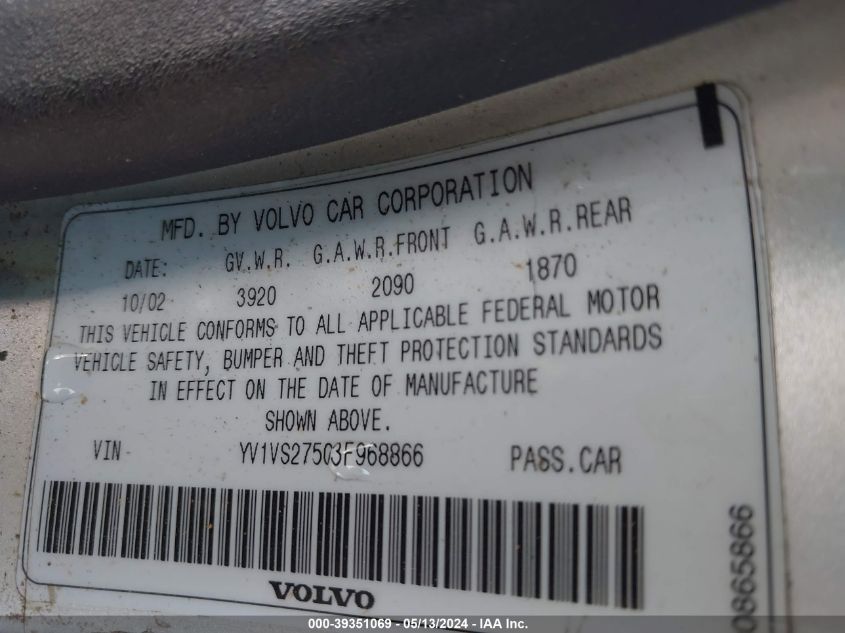 MFD. BY VOLVO CAR CORPORATION
DATE: GV.W.R. G.A.W.R.FRONT G.A.W.R.REAR
10/02 3920 2090 1870
THIS VEHICLE CONFORMS TO ALL APPLICABLE FEDERAL MOTOR
VEHICLE SAFETY, BUMPER AND THEFT PROTECTION STANDARDS
IN EFFECT ON THE DATE OF MANUFACTURE
SHOWN ABOVE.
VIN YV1VS27503F968866 PASS.CAR
VOLVO
0865866
000-39351069 - 05/13/2024 - IAA Inc.